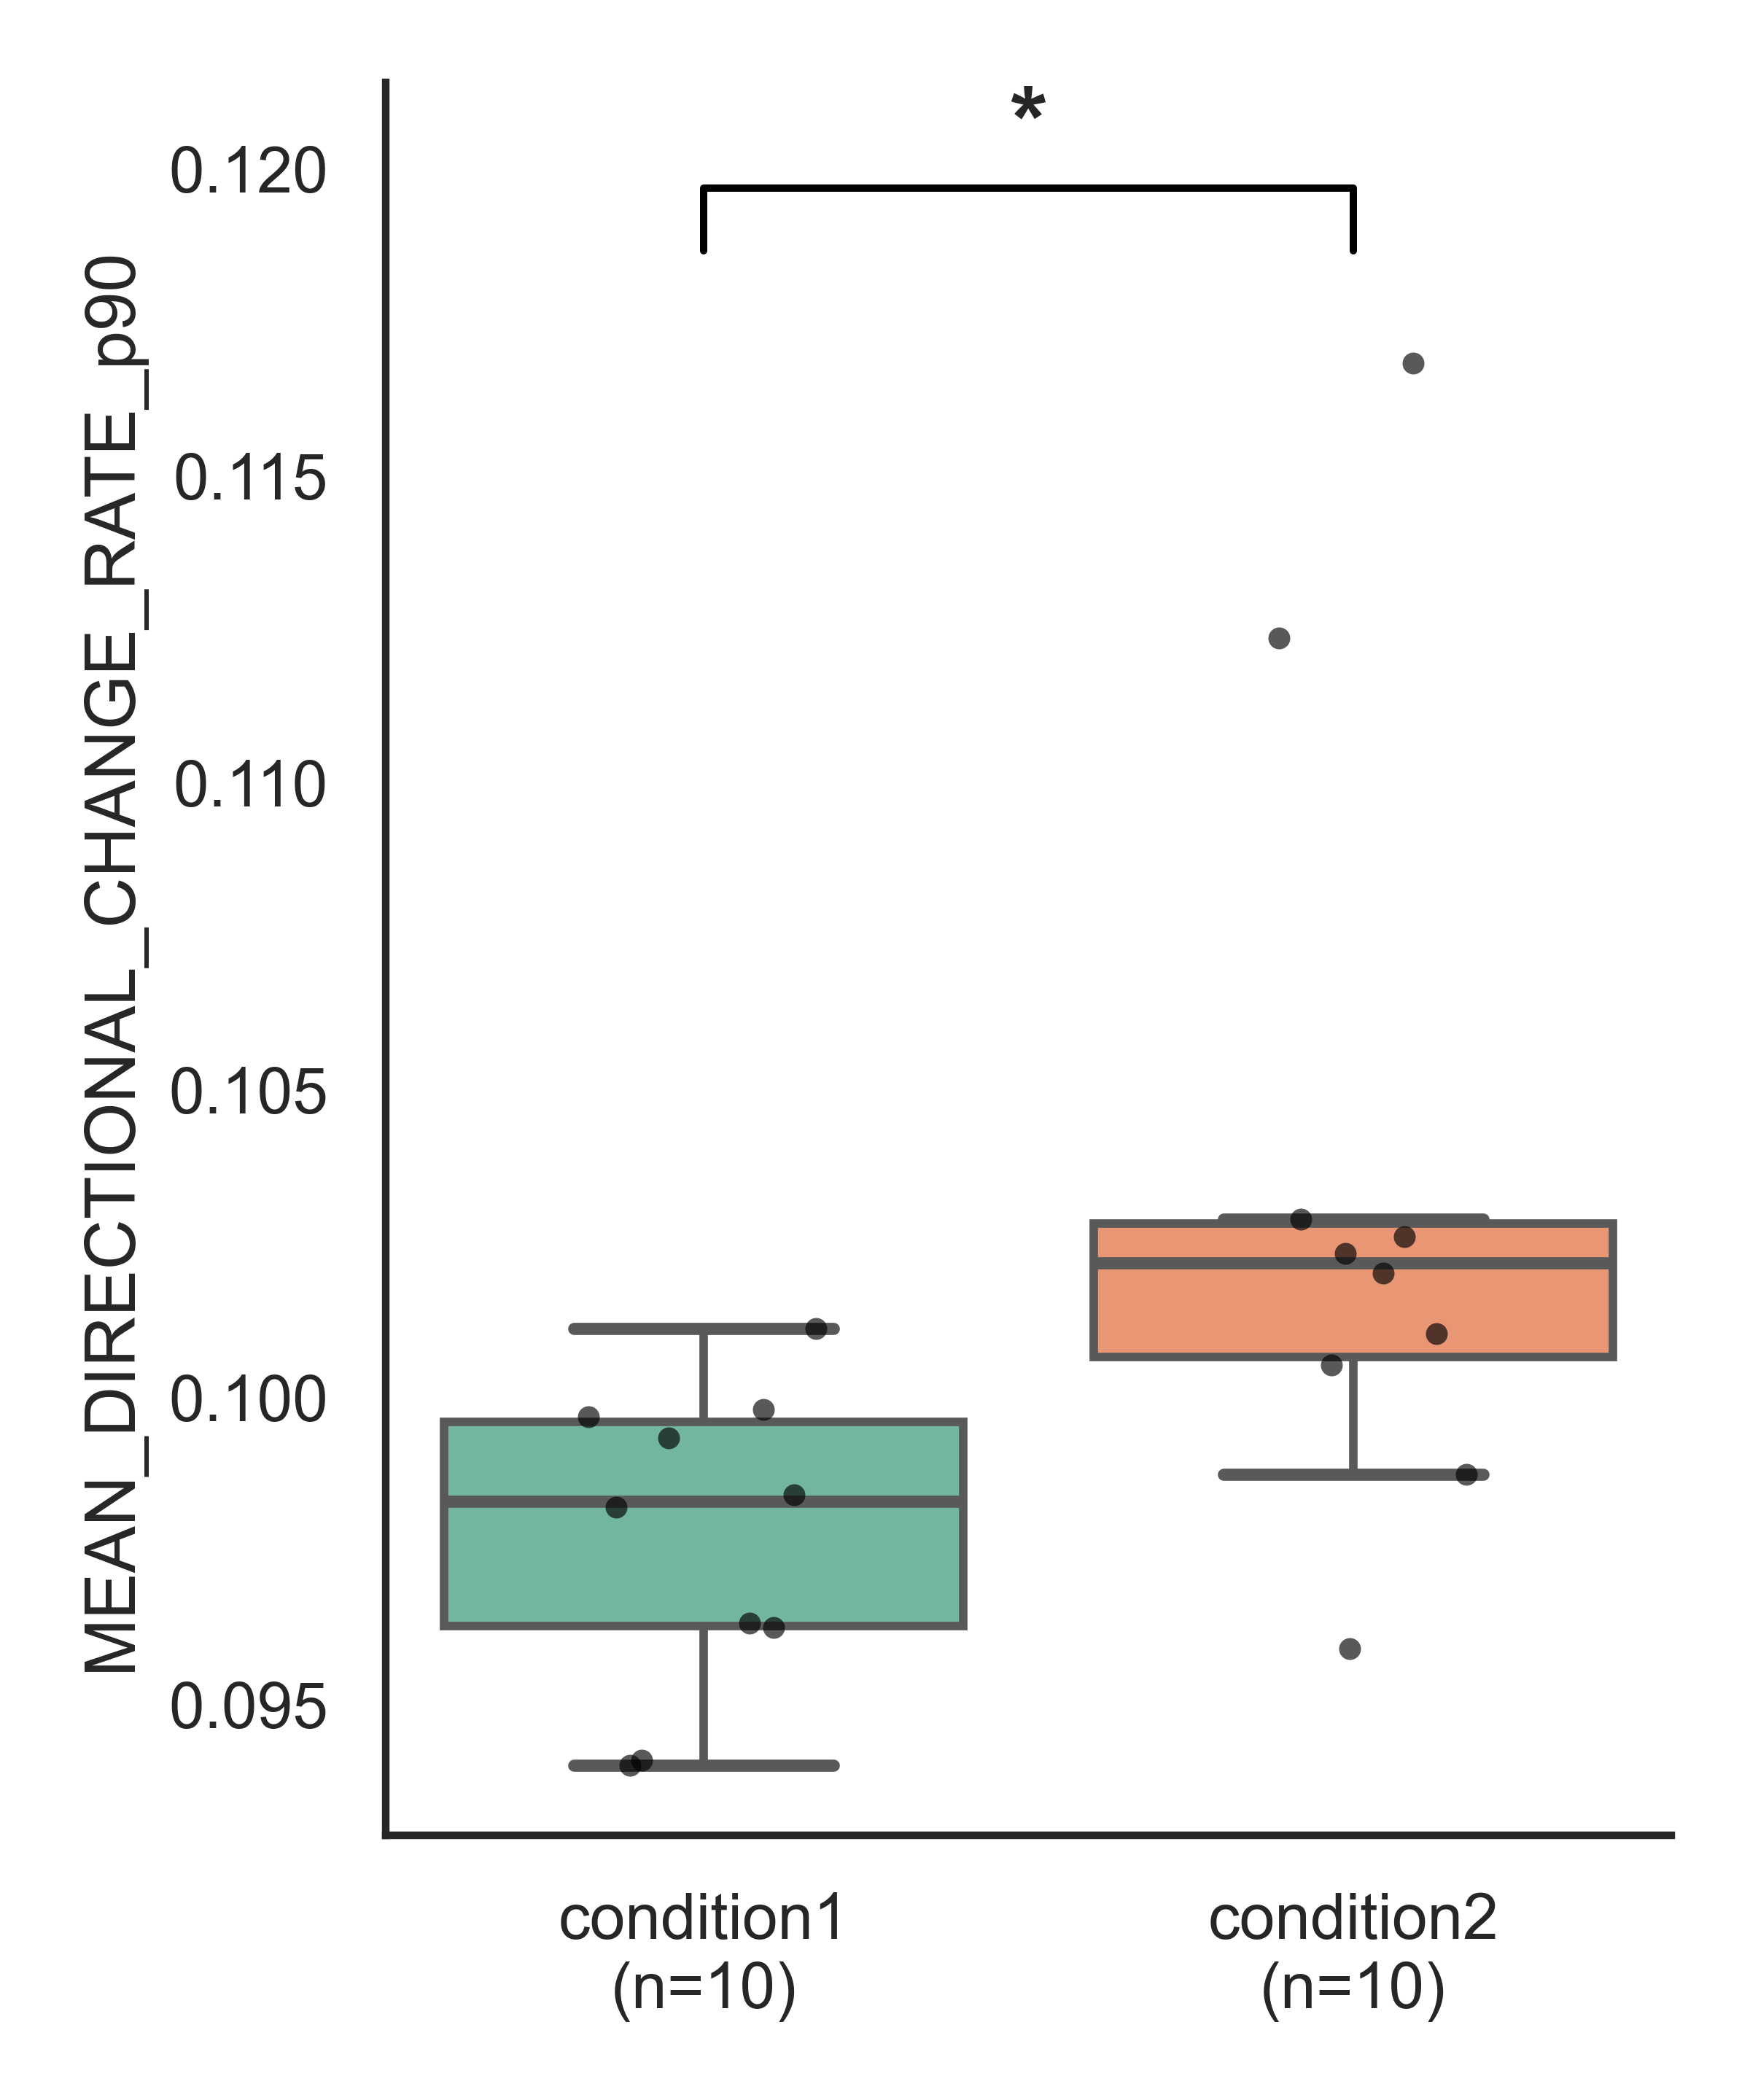 *
0.120
0.115
0.110
0.105
0.100
0.095
MEAN_DIRECTIONAL_CHANGE_RATE_p90
condition1
(n=10)
condition2
(n=10)